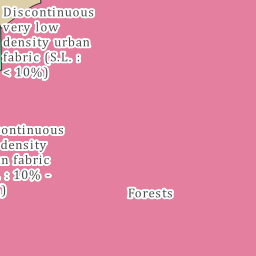 Discontinuous
very low
density urban
fabric (S.L. :
< 10%)
ontinuous
density
n fabric
: 10% -
)
Forests